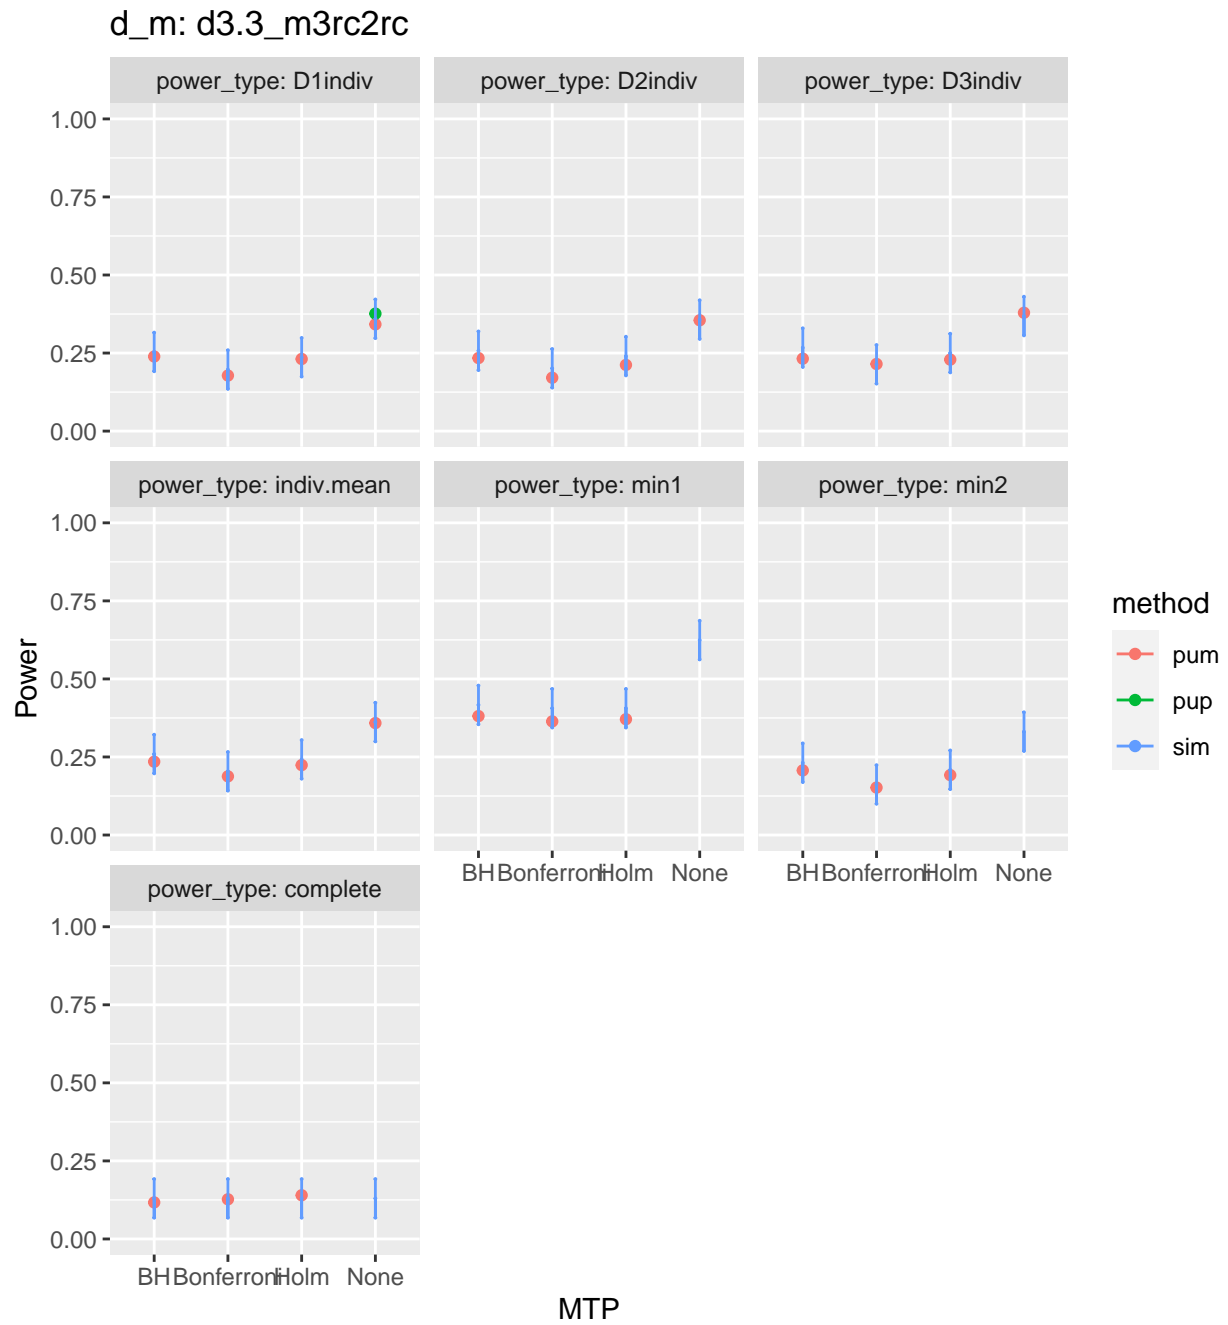 d_m: d3.3_m3rc2rc
power_type: D1indiv
power_type: D2indiv
power_type: D3indiv
1.00
0.75
0.50
0.25
0.00
power_type: indiv.mean
power_type: min1
power_type: min2
1.00
0.75
0.50
0.25
0.00
BH Bonferroni Holm None
BH Bonferroni Holm None
power_type: complete
1.00
0.75
0.50
0.25
0.00
BH Bonferroni Holm None
MTP
Power
method
pum
pup
sim